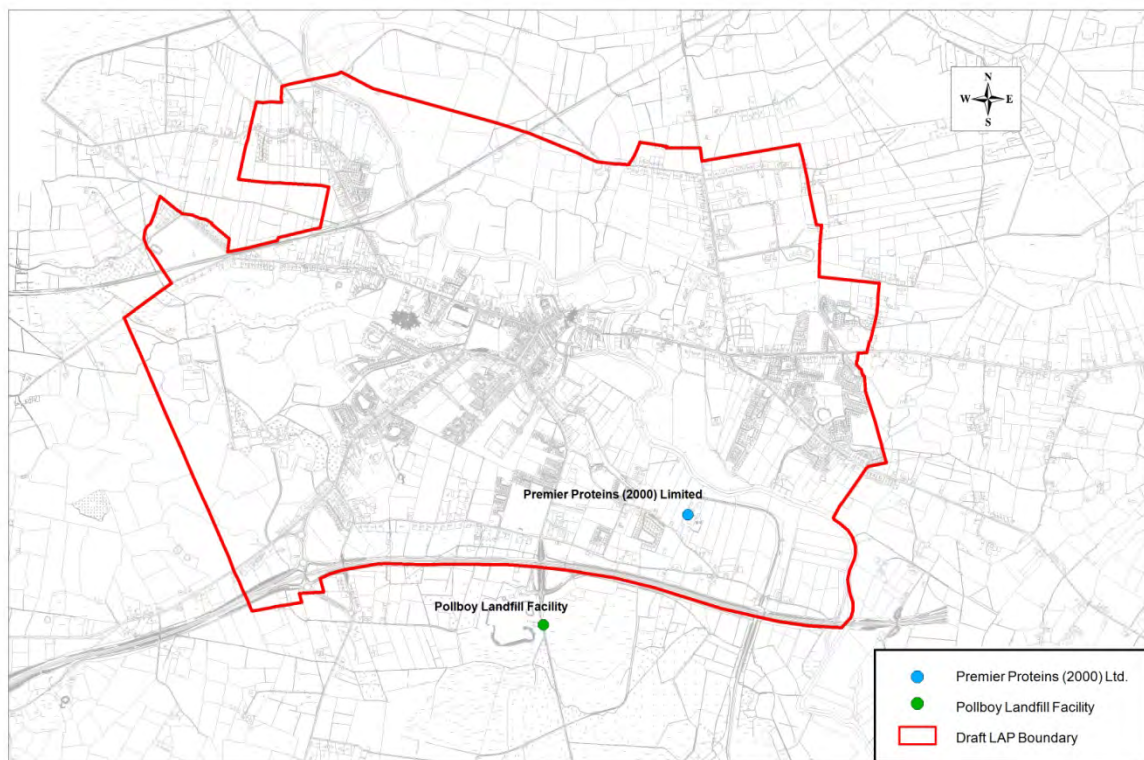 N
W E
S
Premier Proteins (2000) Limited
Pollboy Landfill Facility
Premier Proteins (2000) Ltd.
Pollboy Landfill Facility
Draft LAP Boundary